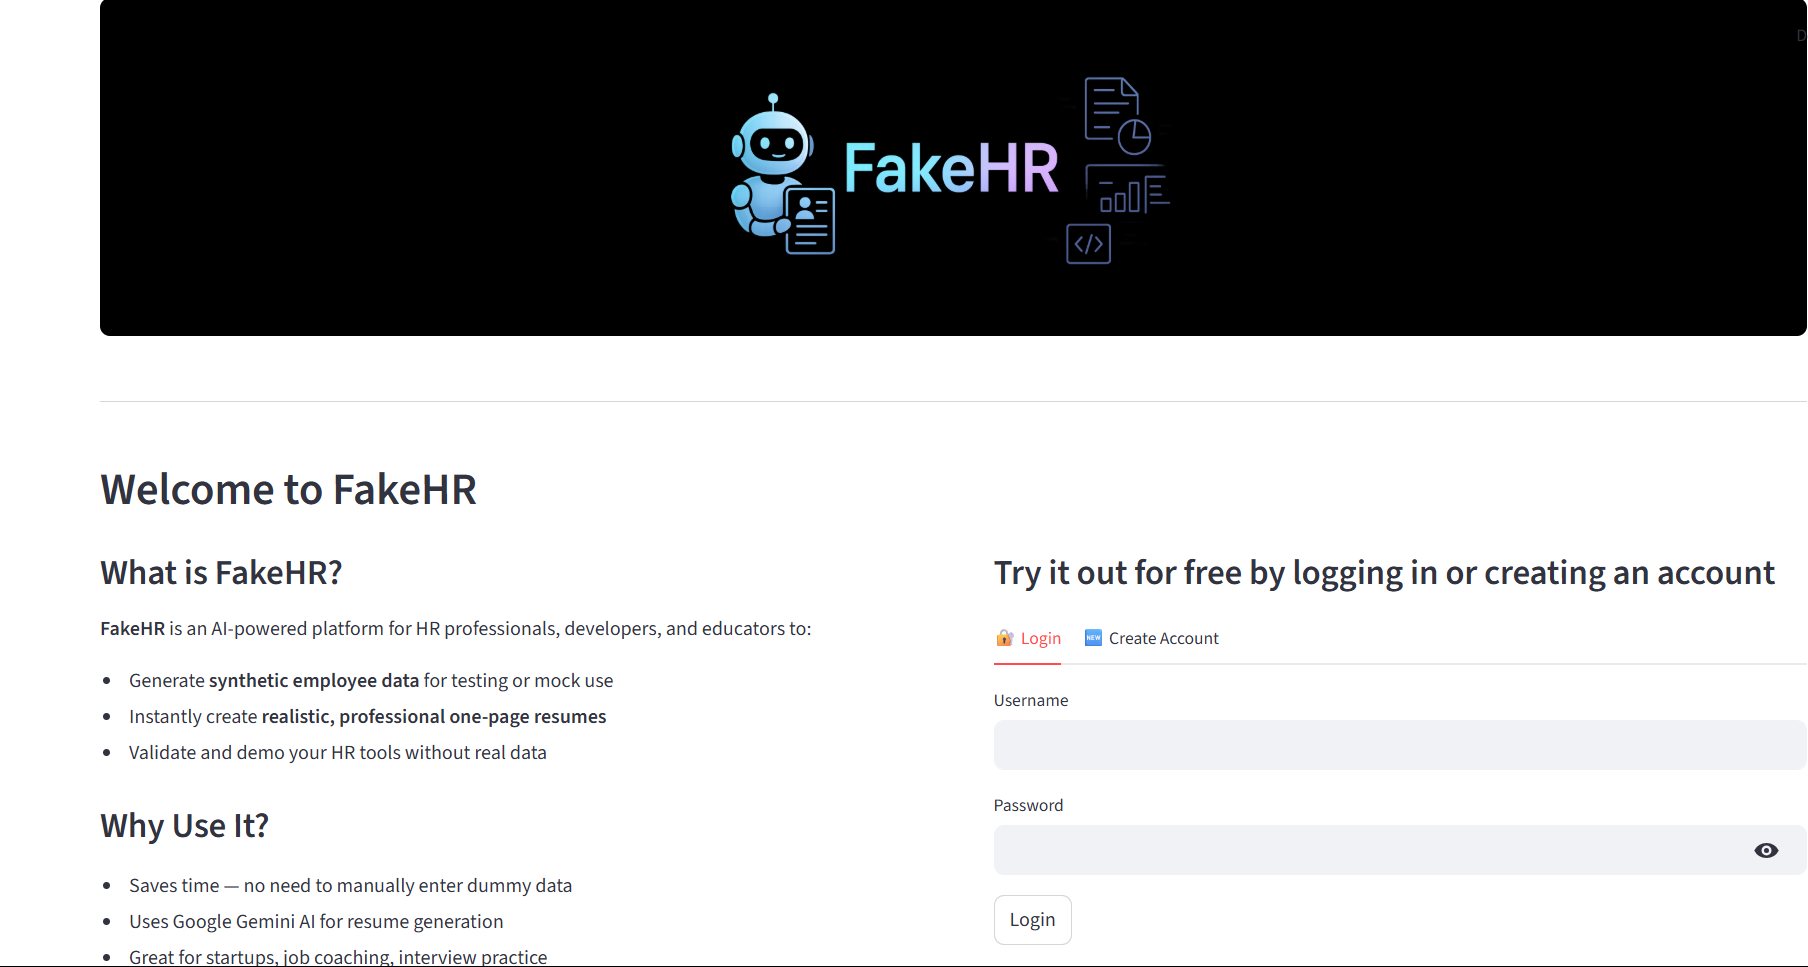 D
FakeHR
</>
Welcome to FakeHR
What is FakeHR?
FakeHR is an AI-powered platform for HR professionals, developers, and educators to:
Generate synthetic employee data for testing or mock use
Instantly create realistic, professional one-page resumes
Validate and demo your HR tools without real data
Why Use It?
Saves time — no need to manually enter dummy data
Uses Google Gemini AI for resume generation
Great for startups, job coaching, interview practice
Try it out for free by logging in or creating an account
Login
NEW Create Account
Username
Password
Login